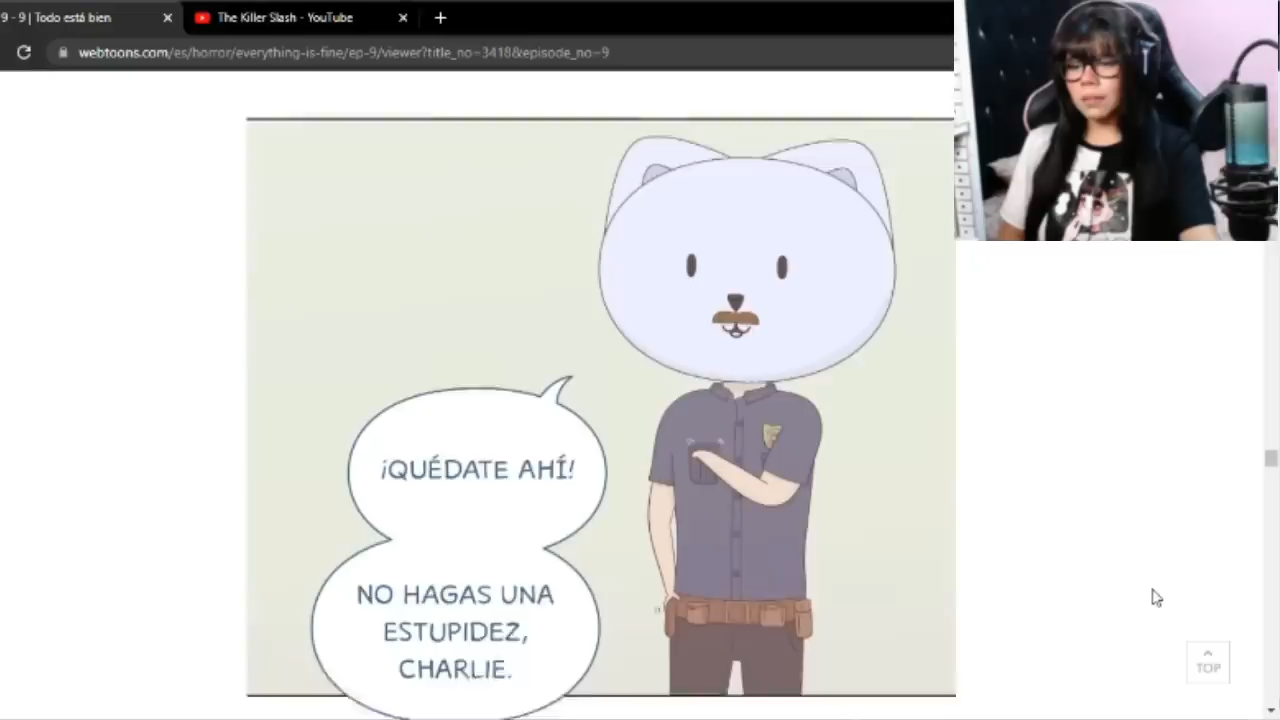 9 - 9 | Todo está bien
The Killer Slash - YouTube
webtoons.com/es/horror/everything-is-fine/ep-9/viewer?title_no=3418&episode_no=9
¡QUÉDATE AHÍ!
NO HAGAS UNA
ESTUPIDEZ,
CHARLIE.
TOP